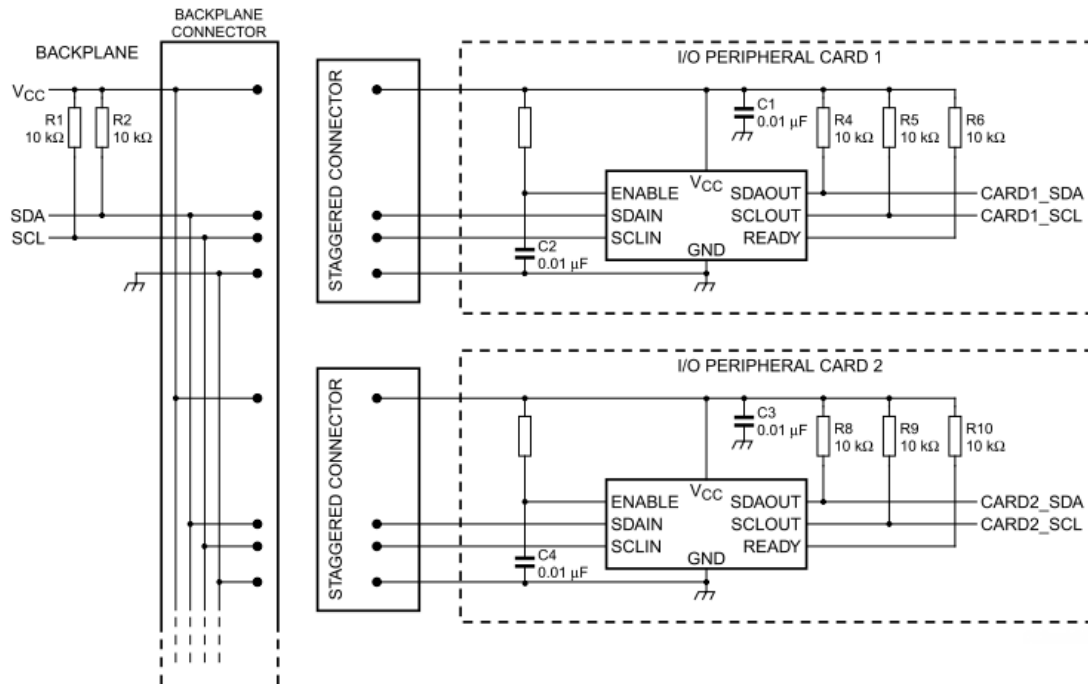 BACKPLANE
CONNECTOR
BACKPLANE
VCC
R1
10 kΩ
R2
10 kΩ
SDA
SCL
STAGGERED CONNECTOR
I/O PERIPHERAL CARD 1
C1
0.01 μF
R4
10 kΩ
R5
10 kΩ
R6
10 kΩ
VCC
ENABLE
SDAIN
SCLIN
SDAOUT
SCLOUT
READY
GND
CARD1_SDA
CARD1_SCL
C2
0.01 μF
STAGGERED CONNECTOR
I/O PERIPHERAL CARD 2
C3
0.01 μF
R8
10 kΩ
R9
10 kΩ
R10
10 kΩ
VCC
ENABLE
SDAIN
SCLIN
SDAOUT
SCLOUT
READY
GND
CARD2_SDA
CARD2_SCL
C4
0.01 μF